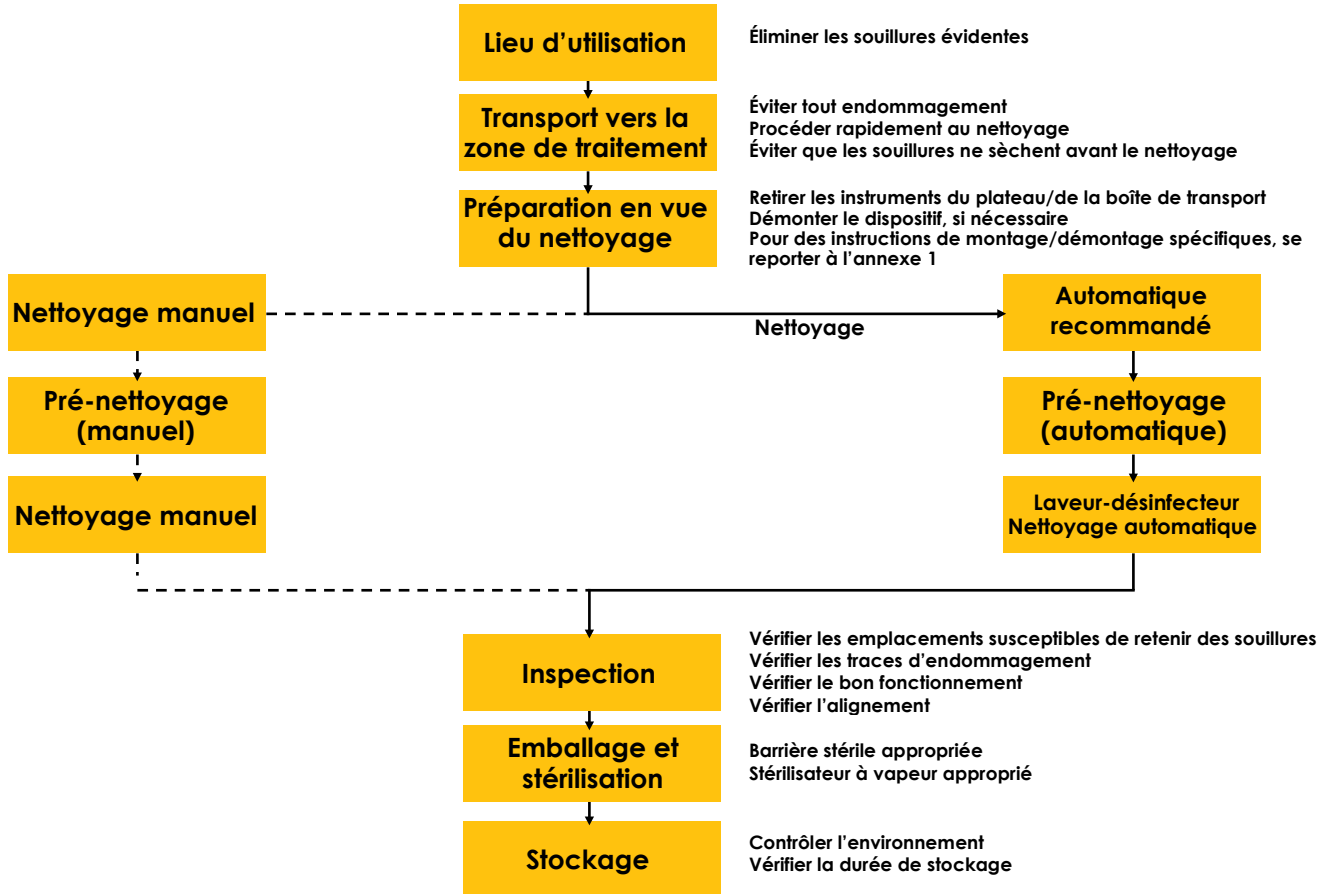 Lieu d'utilisation
Éliminer les souillures évidentes
Transport vers la
zone de traitement
Éviter tout endommagement
Procéder rapidement au nettoyage
Éviter que les souillures ne sèchent avant le nettoyage
Préparation en vue
du nettoyage
Retirer les instruments du plateau/de la boîte de transport
Démonter le dispositif, si nécessaire
Pour des instructions de montage/démontage spécifiques, se
reporter à l'annexe 1
Nettoyage manuel
Nettoyage
Automatique
recommandé
Pré-nettoyage
(manuel)
Pré-nettoyage
(automatique)
Nettoyage manuel
Laveur-désinfecteur
Nettoyage automatique
Inspection
Vérifier les emplacements susceptibles de retenir des souillures
Vérifier les traces d'endommagement
Vérifier le bon fonctionnement
Vérifier l'alignement
Emballage et
stérilisation
Barrière stérile appropriée
Stérilisateur à vapeur approprié
Stockage
Contrôler l'environnement
Vérifier la durée de stockage